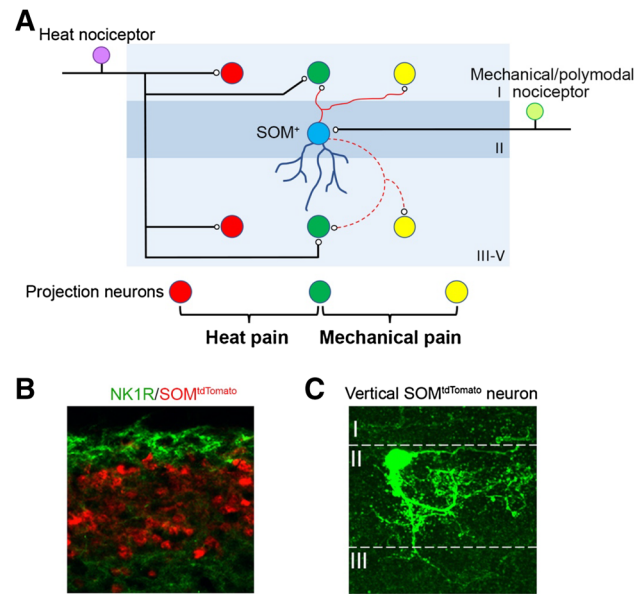 A
Heat nociceptor
Mechanical/polymodal
I nociceptor
SOM⁺
II
III-V
Projection neurons
Heat pain
Mechanical pain
B
NK1R/SOMᵗᵈᵀᵒᵐᵃᵗᵒ
C
Vertical SOMᵗᵈᵀᵒᵐᵃᵗᵒ neuron
I
II
III